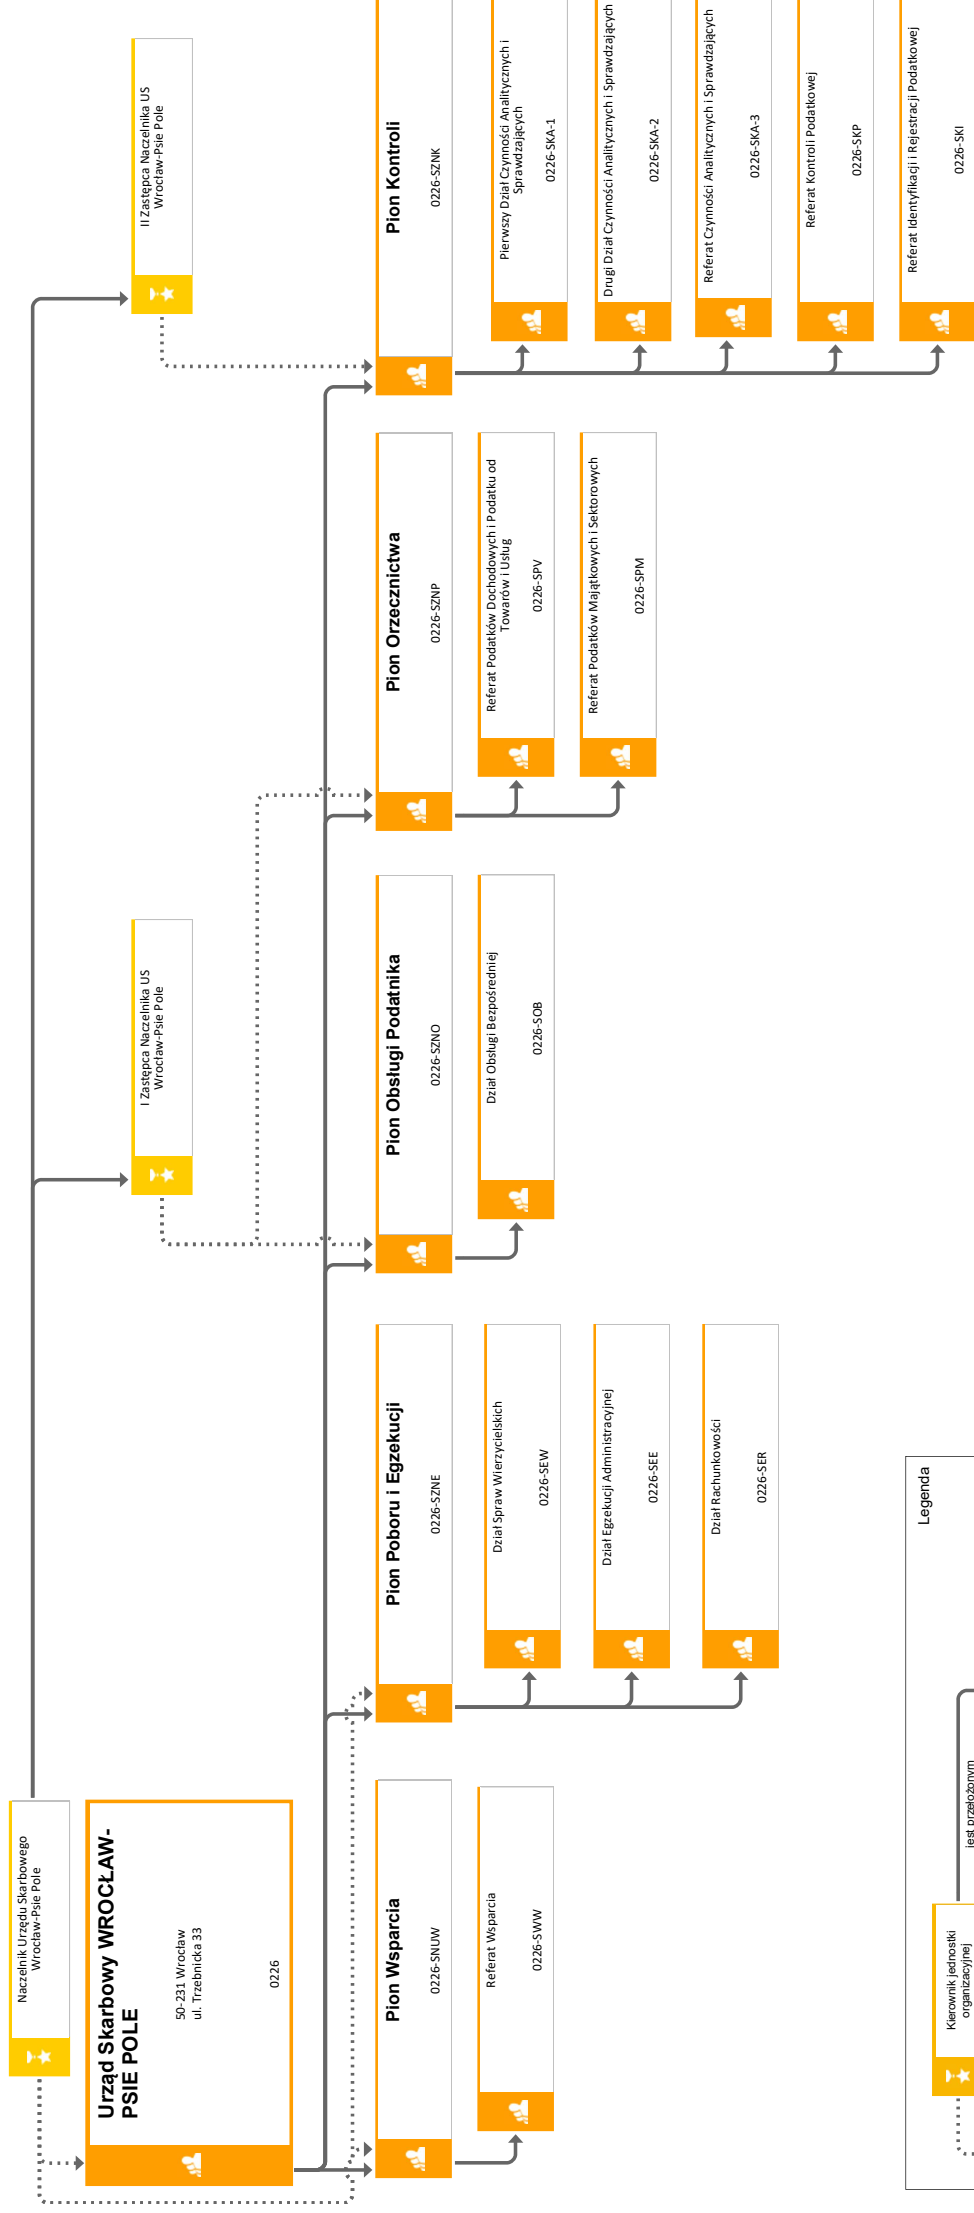 Naczelnik Urzędu Skarbowego
Wrocław-Psie Pole
I Zastępca Naczelnika US
Wrocław-Psie Pole
II Zastępca Naczelnika US
Wrocław-Psie Pole
Urząd Skarbowy WROCŁAW-
PSIE POLE
50-231 Wrocław
ul. Trzebnicka 33
0226
Pion Wsparcia
0226-SNUW
Referat Wsparcia
0226-SWW
Pion Poboru i Egzekucji
0226-SZNE
Dział Spraw Wierzycielskich
0226-SEW
Dział Egzekucji Administracyjnej
0226-SEE
Dział Rachunkowości
0226-SER
Pion Obsługi Podatnika
0226-SZNO
Dział Obsługi Bezpośredniej
0226-SOB
Pion Orzecznictwa
0226-SZNP
Referat Podatków Dochodowych i Podatku od
Towarów i Usług
0226-SPV
Referat Podatków Majątkowych i Sektorowych
0226-SPM
Pion Kontroli
0226-SZNK
Pierwszy Dział Czynności Analitycznych i
Sprawdzających
0226-SKA-1
Drugi Dział Czynności Analitycznych i Sprawdzających
0226-SKA-2
Referat Czynności Analitycznych i Sprawdzających
0226-SKA-3
Referat Kontroli Podatkowej
0226-SKP
Referat Identyfikacji i Rejestracji Podatkowej
0226-SKI
Legenda
Kierownik jednostki
organizacyjnej
jest przełożonym